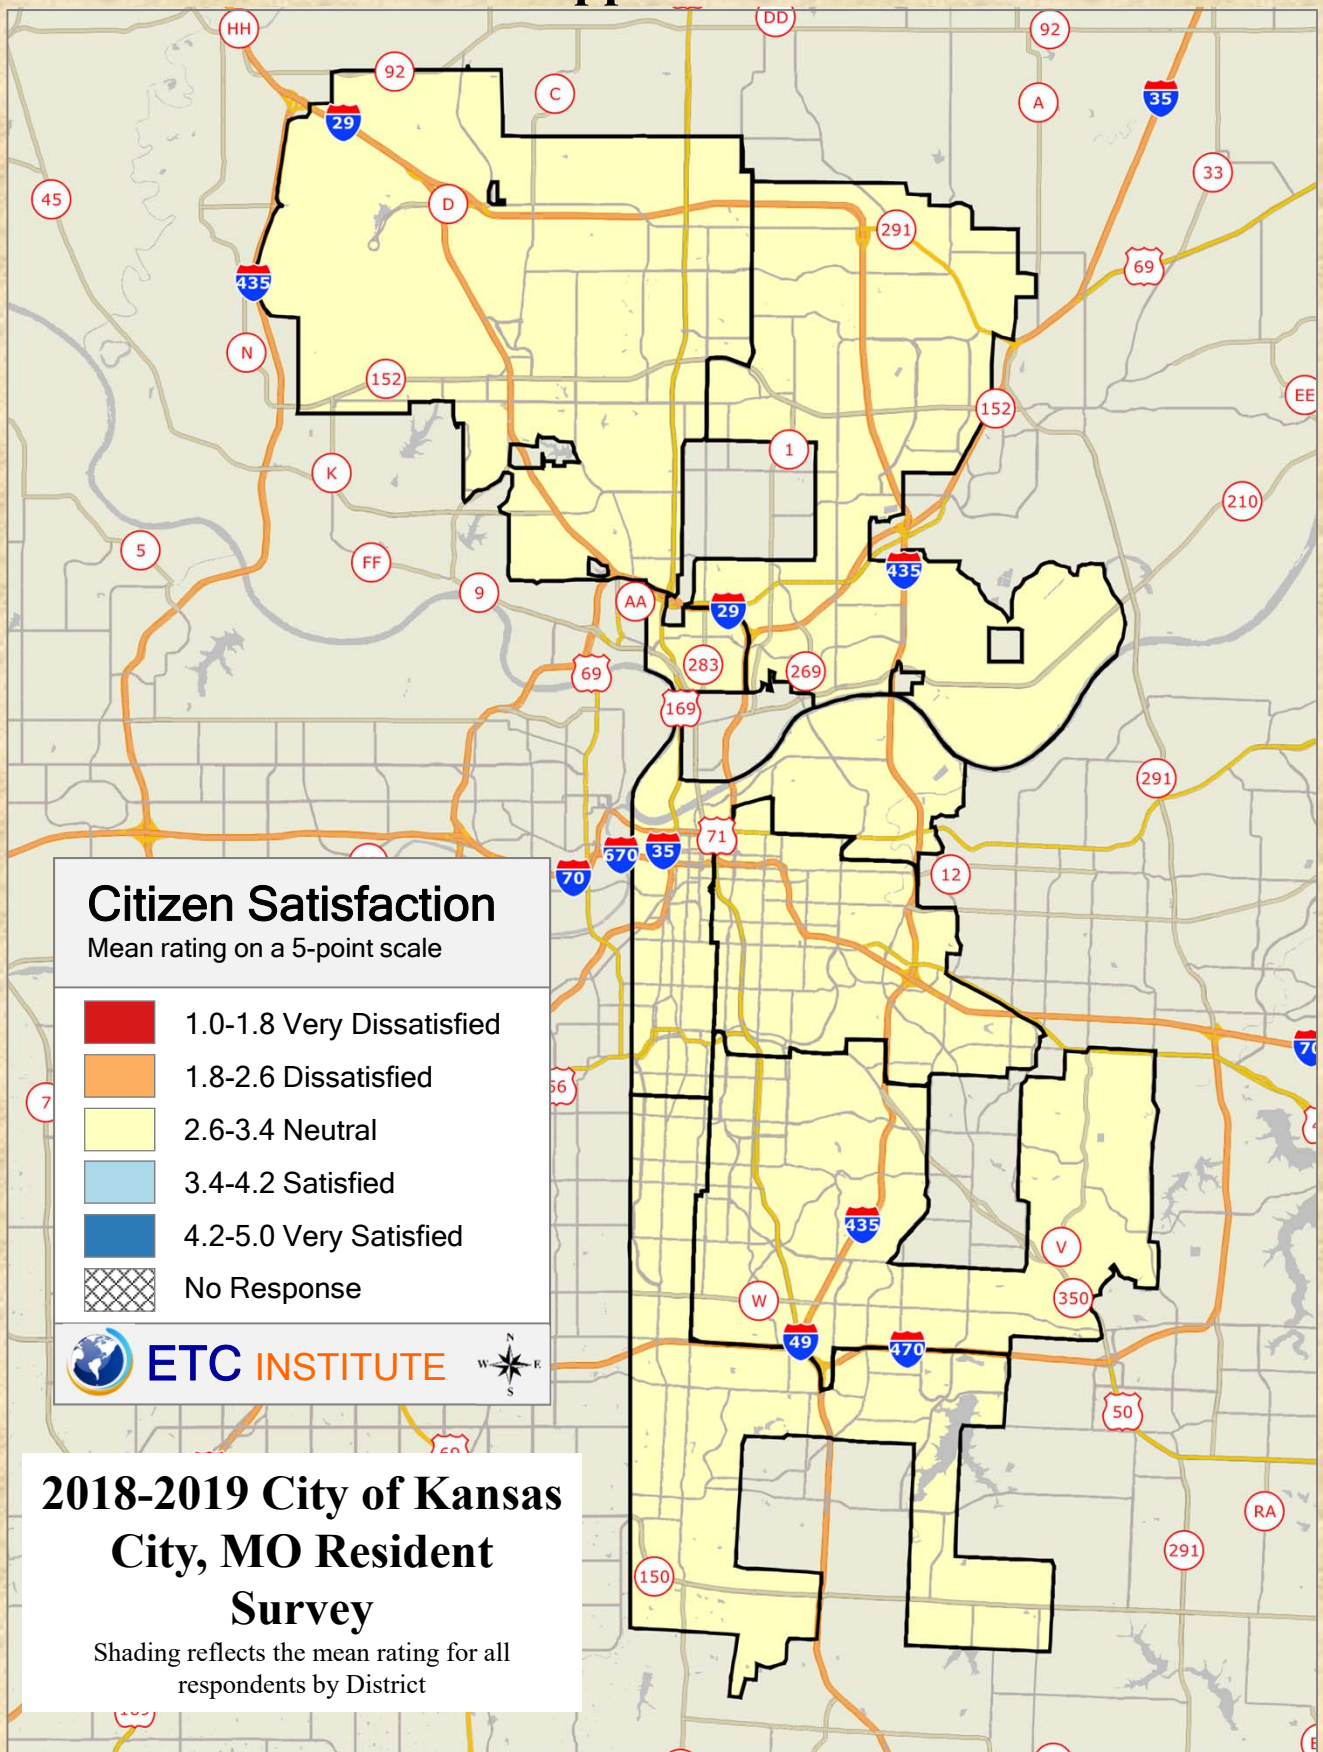 HH
DD
92
92
C
A
35
29
33
45
D
291
69
435
N
152
EE
152
1
K
210
5
FF
435
9
AA
29
283
269
69
169
291
71
670
35
70
12
Citizen Satisfaction
Mean rating on a 5-point scale
1.0-1.8 Very Dissatisfied
1.8-2.6 Dissatisfied
2.6-3.4 Neutral
3.4-4.2 Satisfied
4.2-5.0 Very Satisfied
No Response
ETC INSTITUTE
N
W
E
S
70
7
435
V
350
W
49
470
50
69
2018-2019 City of Kansas
City, MO Resident
Survey
Shading reflects the mean rating for all
respondents by District
RA
291
150